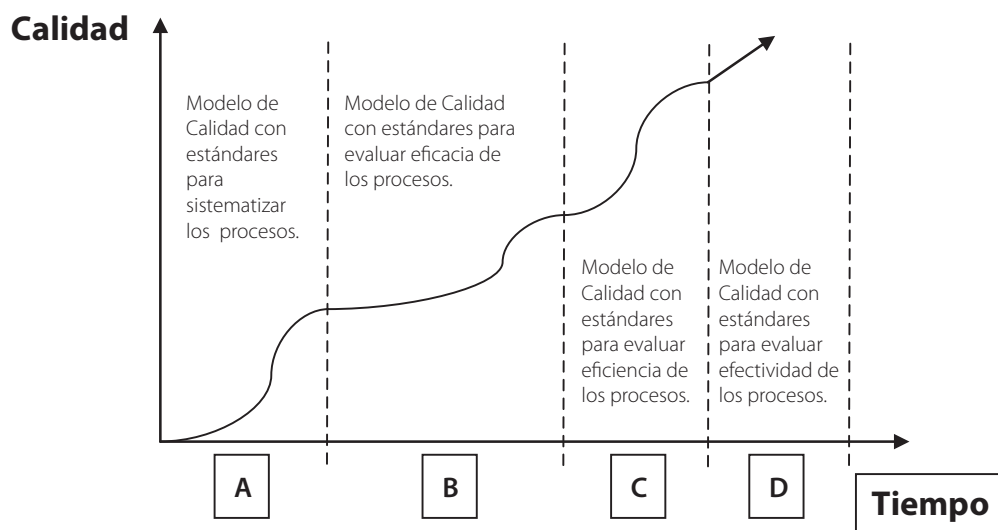 Calidad
Modelo de
Calidad con
estándares
para
sistematizar
los procesos.
Modelo de Calidad
con estándares para
evaluar eficacia de
los procesos.
Modelo de
Calidad con
estándares
para evaluar
eficiencia de
los procesos.
Modelo de
Calidad con
estándares
para evaluar
efectividad de
los procesos.
A
B
C
D
Tiempo